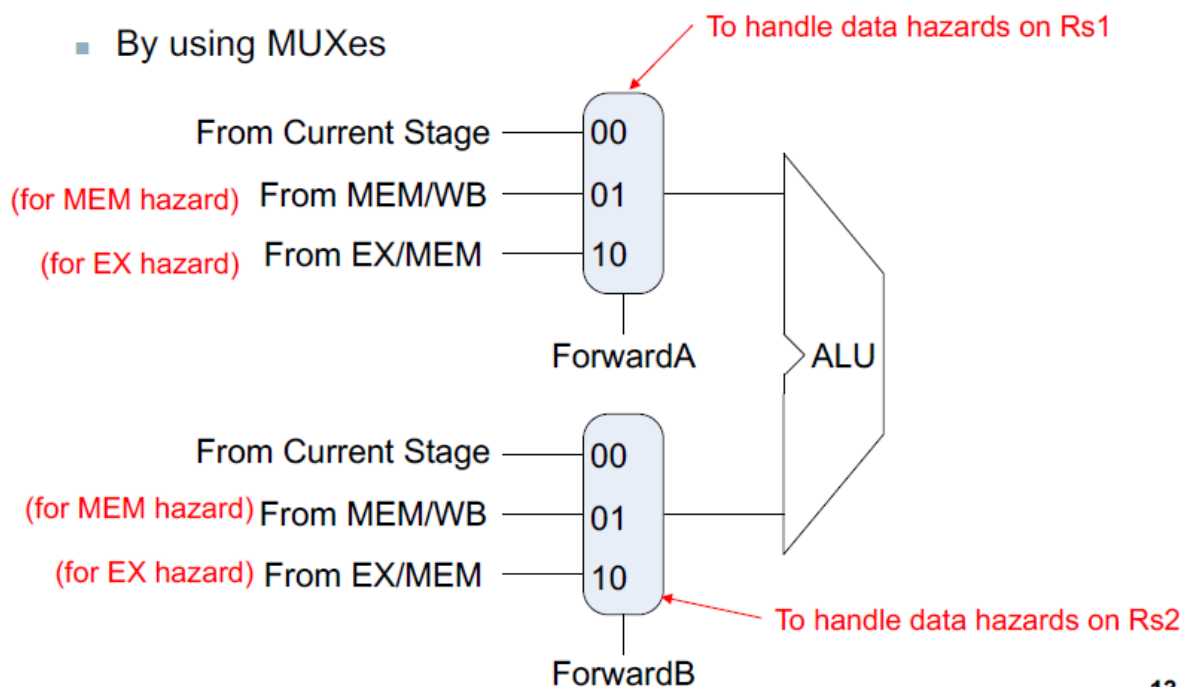 To handle data hazards on Rs1
▪ By using MUXes
From Current Stage 00
(for MEM hazard) From MEM/WB 01
(for EX hazard) From EX/MEM 10
ForwardA
ALU
From Current Stage 00
(for MEM hazard) From MEM/WB 01
(for EX hazard) From EX/MEM 10
To handle data hazards on Rs2
ForwardB